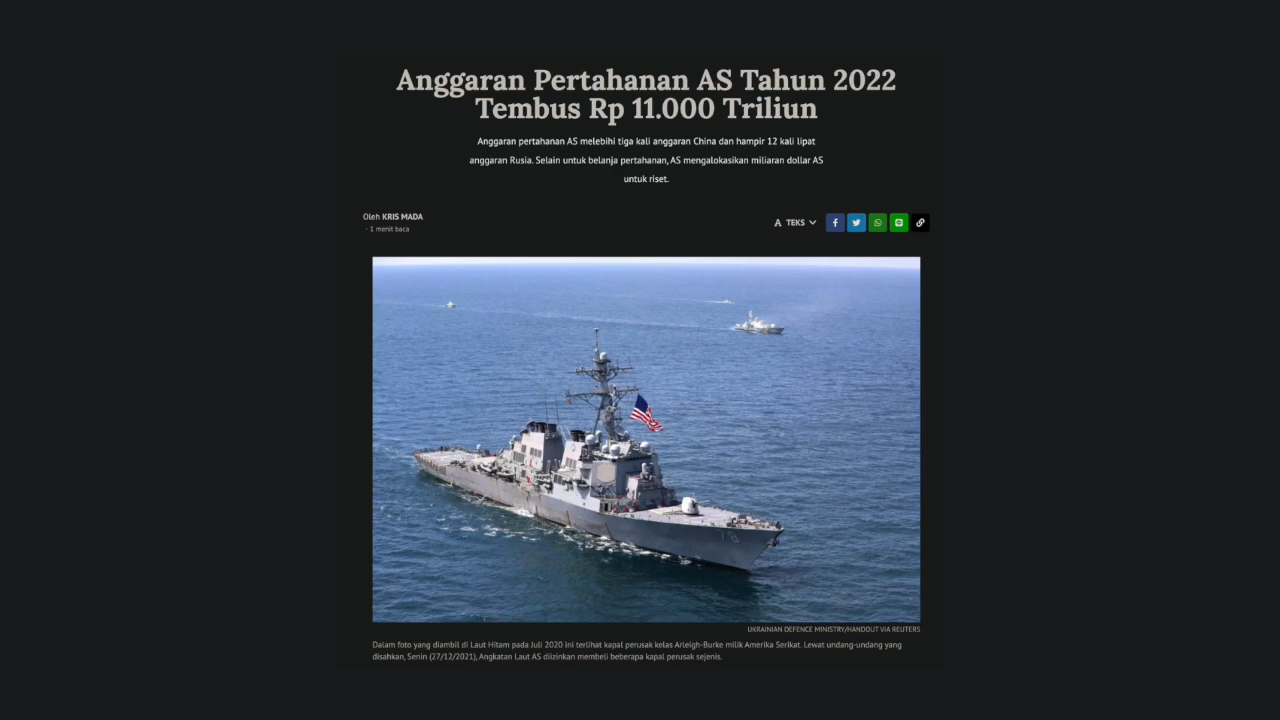 Anggaran Pertahanan AS Tahun 2022
Tembus Rp 11.000 Triliun
Anggaran pertahanan AS melebihi tiga kali anggaran China dan hampir 12 kali lipat
anggaran Rusia. Selain untuk belanja pertahanan, AS mengalokasikan miliaran dollar AS
untuk riset.
Oleh KRIS MADA
· 1 menit baca
A TEKS
18
UKRAINIAN DEFENCE MINISTRY/HANDOUT VIA REUTERS
Dalam foto yang diambil di Laut Hitam pada Juli 2020 ini terlihat kapal perusak kelas Arleigh-Burke milik Amerika Serikat. Lewat undang-undang yang
disahkan, Senin (27/12/2021), Angkatan Laut AS diizinkan membeli beberapa kapal perusak sejenis.